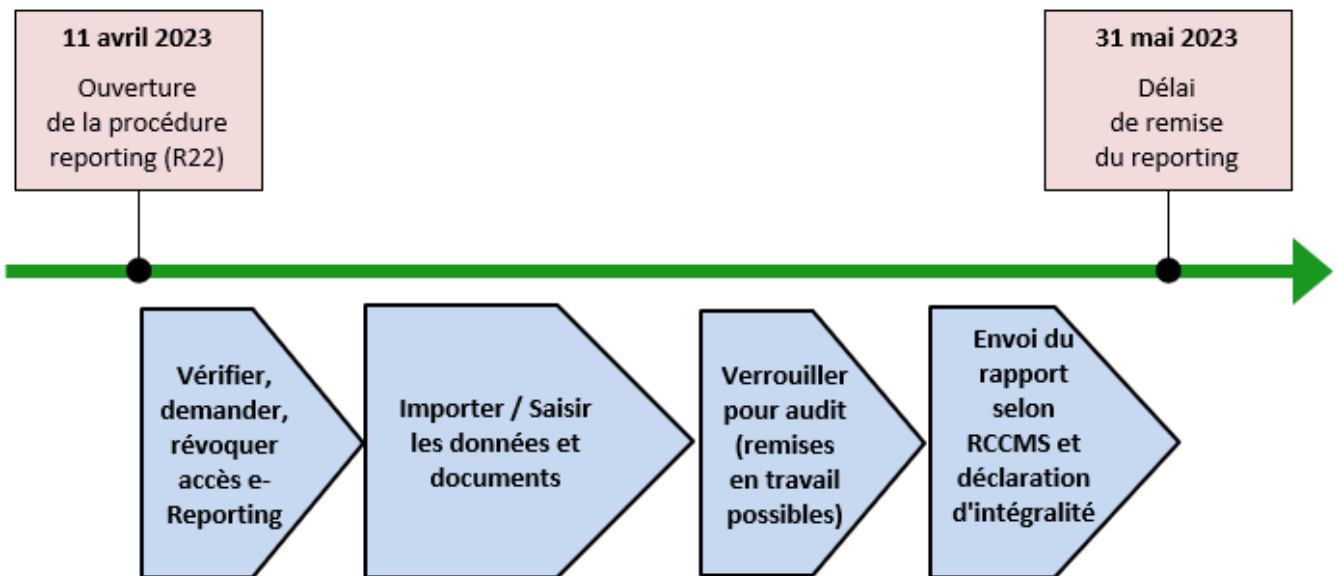 11 avril 2023
Ouverture
de la procédure
reporting (R22)
31 mai 2023
Délai
de remise
du reporting
Vérifier,
demander,
révoquer
accès e-
Reporting
Importer / Saisir
les données et
documents
Verrouiller
pour audit
(remises
en travail
possibles)
Envoi du
rapport
selon
RCCMS et
déclaration
d'intégralité